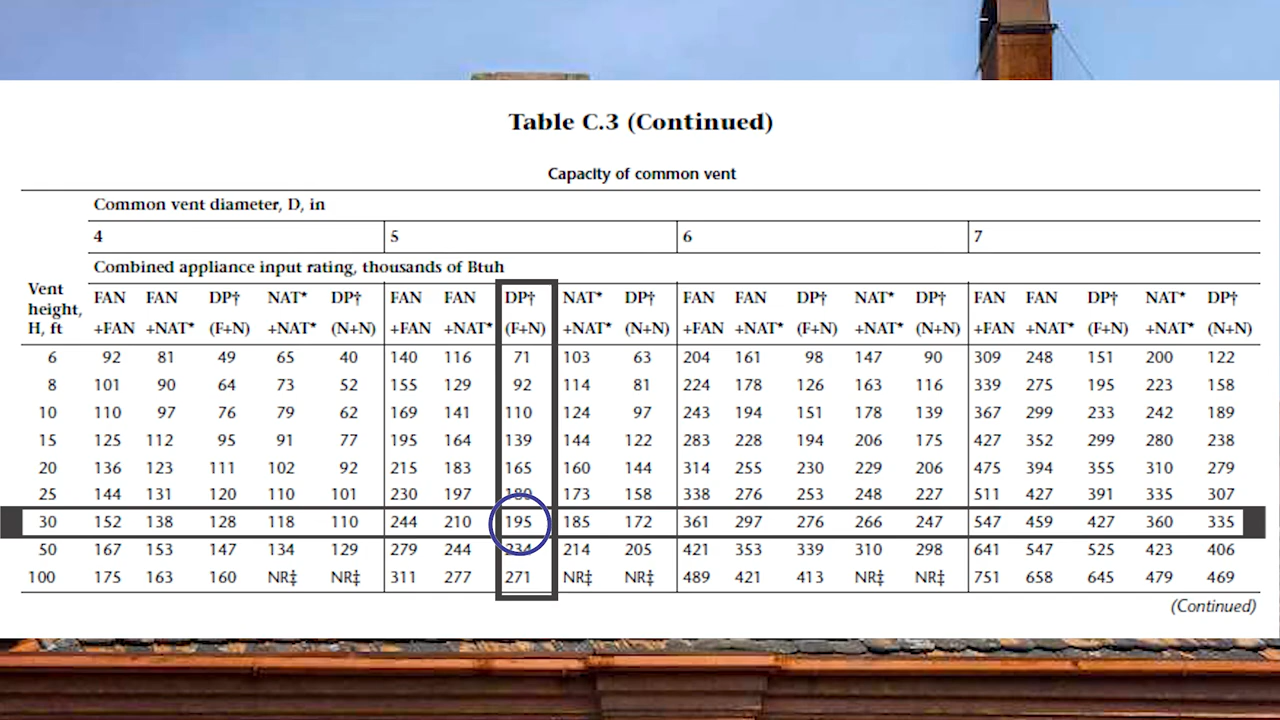 Table C.3 (Continued)
Capacity of common vent
Common vent diameter, D, in
4 5 6 7
Combined appliance input rating, thousands of Btuh
Vent
height,
H, ft
FAN FAN DP† NAT* DP† FAN FAN DP† NAT* DP† FAN FAN DP† NAT* DP† FAN FAN DP† NAT* DP†
+FAN +NAT* (F+N) +NAT* (N+N) +FAN +NAT* (F+N) +NAT* (N+N) +FAN +NAT* (F+N) +NAT* (N+N) +FAN +NAT* (F+N) +NAT* (N+N)
6 92 81 49 65 40 140 116 71 103 63 204 161 98 147 90 309 248 151 200 122
8 101 90 64 73 52 155 129 92 114 81 224 178 126 163 116 339 275 195 223 158
10 110 97 76 79 62 169 141 110 124 97 243 194 151 178 139 367 299 233 242 189
15 125 112 95 91 77 195 164 139 144 122 283 228 194 206 175 427 352 299 280 238
20 136 123 111 102 92 215 183 165 160 144 314 255 230 229 206 475 394 355 310 279
25 144 131 120 110 101 230 197 180 173 158 338 276 253 248 227 511 427 391 335 307
30 152 138 128 118 110 244 210 195 185 172 361 297 276 266 247 547 459 427 360 335
50 167 153 147 134 129 279 244 234 214 205 421 353 339 310 298 641 547 525 423 406
100 175 163 160 NR‡ NR‡ 311 277 271 NR‡ NR‡ 489 421 413 NR‡ NR‡ 751 658 645 479 469
(Continued)